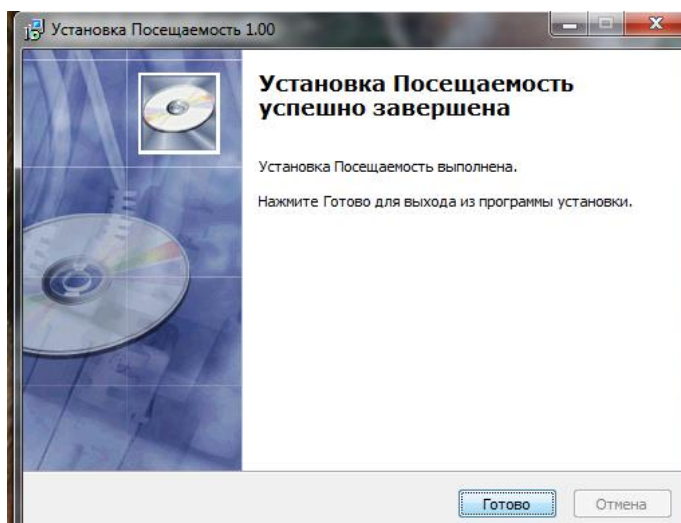 Установка Посещаемость 1.00
Установка Посещаемость
успешно завершена
Установка Посещаемость выполнена.
Нажмите Готово для выхода из программы установки.
Готово
Отмена